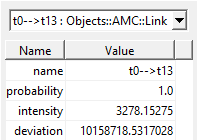 t0-->t13 : Objects::AMC::Link
Name Value
name t0-->t13
probability 1.0
intensity 3278.15275
deviation 10158718.5317028